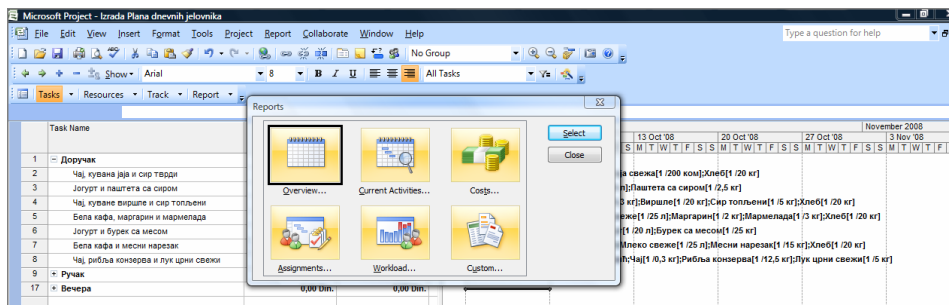 Microsoft Project - Izrada Plana dnevnih jelovnika
File Edit View Insert Format Tools Project Report Collaborate Window Help
Type a question for help
No Group
Show Arial 8 B I U All Tasks
Tasks Resources Track Report
Reports
Select
Close
Overview...
Current Activities...
Costs...
Assignments...
Workload...
Custom...
Task Name
November 2008
13 Oct '08 20 Oct '08 27 Oct '08 3 Nov '08
S M T W T F S S M T W T F S S M T W T F S S M T W T F
1 Доручак
2 Чај, кувана јаја и сир тврди
свежа[1 /200 ком];Хлеб[1 /20 кг]
3 Јогурт и паштета са сиром
Паштета са сиром[1 /2,5 кг]
4 Чај, куване виршле и сир топљени
кг];Виршле[1 /20 кг];Сир топљени[1 /5 кг];Хлеб[1 /20 кг]
5 Бела кафа, маргарин и мармелада
[1 /25 л];Маргарин[1 /2 кг];Мармелада[1 /3 кг];Хлеб[1 /20 кг]
6 Јогурт и бурек са месом
[1 /20 л];Бурек са месом[1 /25 кг]
7 Бела кафа и месни нарезак
Млеко свеже[1 /25 л];Месни нарезак[1 /15 кг];Хлеб[1 /20 кг]
8 Чај, рибља конзерва и лук црни свежи
Чај[1 /0,3 кг];Рибља конзерва[1 /12,5 кг];Лук црни свежи[1 /5 кг]
9 Ручак
17 Вечера 0,00 Din. 0,00 Din.